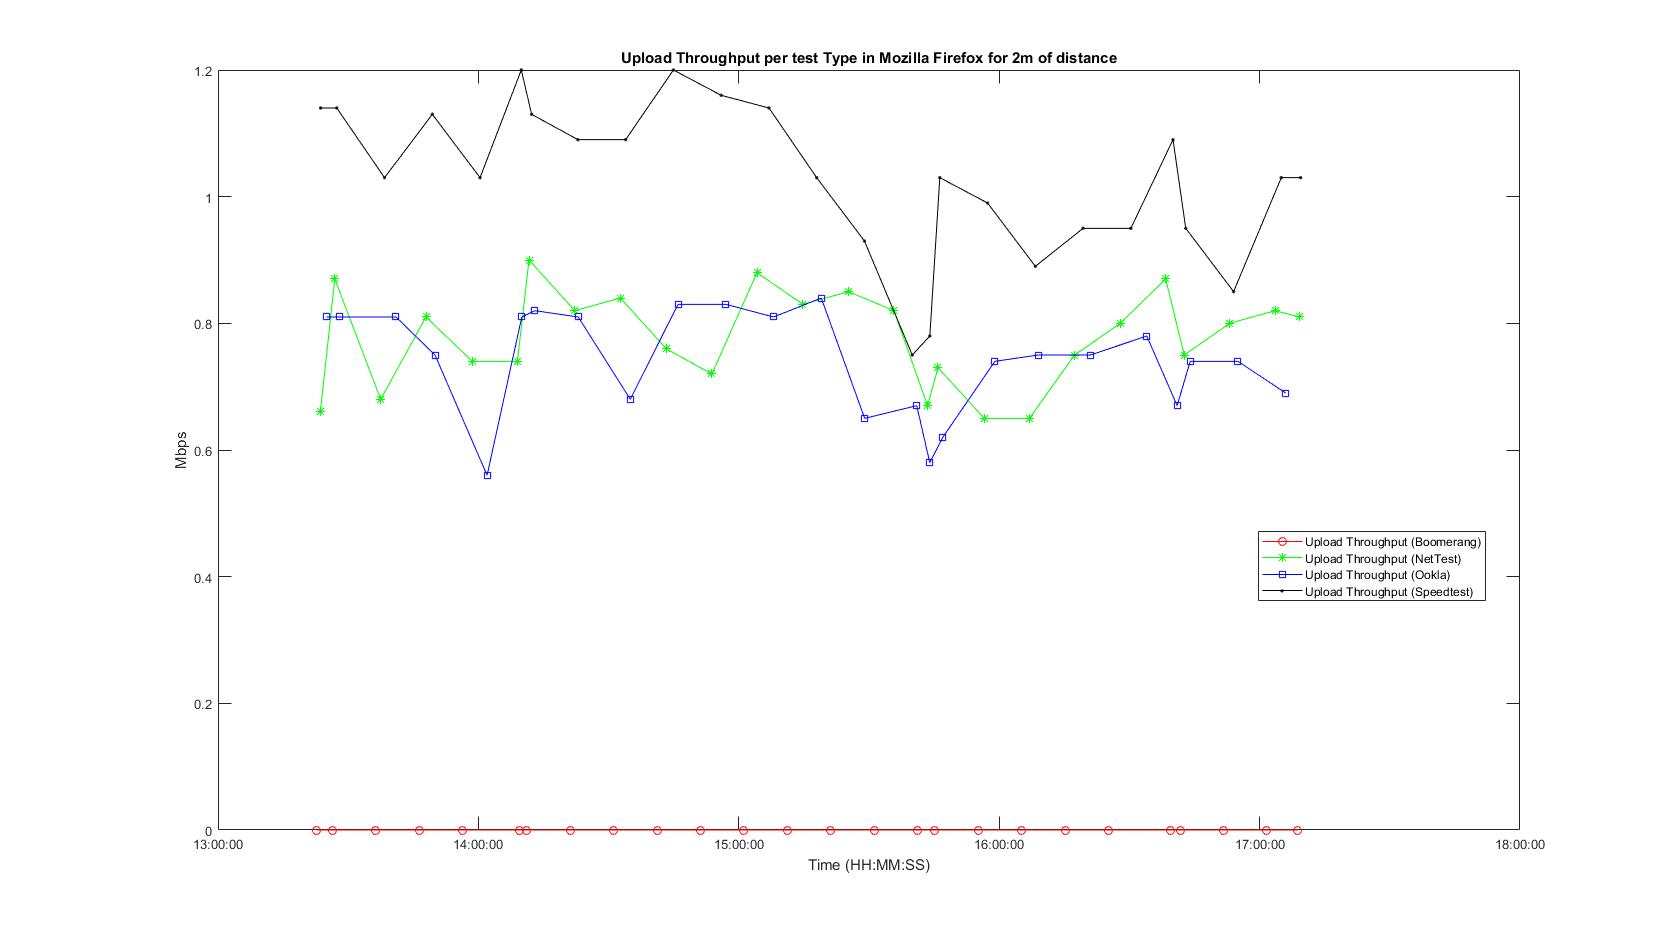 Upload Throughput per test Type in Mozilla Firefox for 2m of distance
1.2
1
0.8
0.6
0.4
0.2
0
Mbps
Upload Throughput (Boomerang)
Upload Throughput (NetTest)
Upload Throughput (Ookla)
Upload Throughput (Speedtest)
13:00:00 14:00:00 15:00:00 16:00:00 17:00:00 18:00:00
Time (HH:MM:SS)